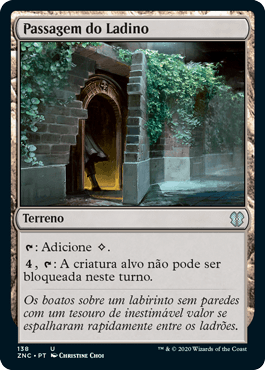 Passagem do Ladino
Terreno
: Adicione .
4, : A criatura alvo não pode ser
bloqueada neste turno.
Os boatos sobre um labirinto sem paredes
com um tesouro de inestimável valor se
espalharam rapidamente entre os ladrões.
138 U
ZNC • PT Christine Choi
™ & © 2020 Wizards of the Coast